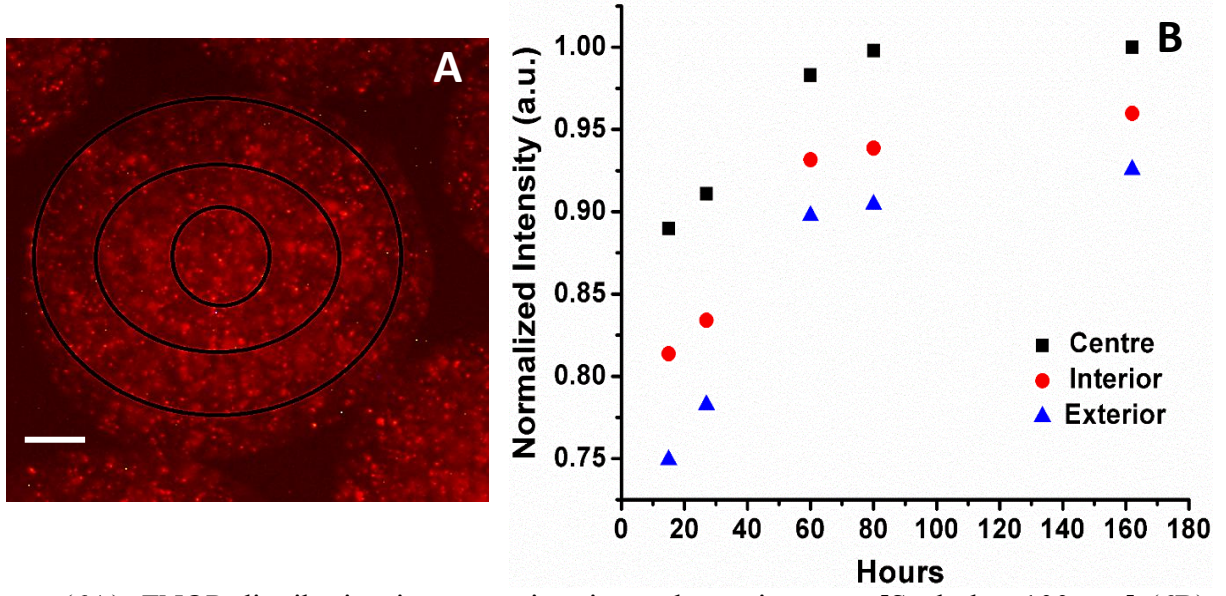 A
B
Normalized Intensity (a.u.)
1.00
0.95
0.90
0.85
0.80
0.75
Centre
Interior
Exterior
0 20 40 60 80 100 120 140 160 180
Hours